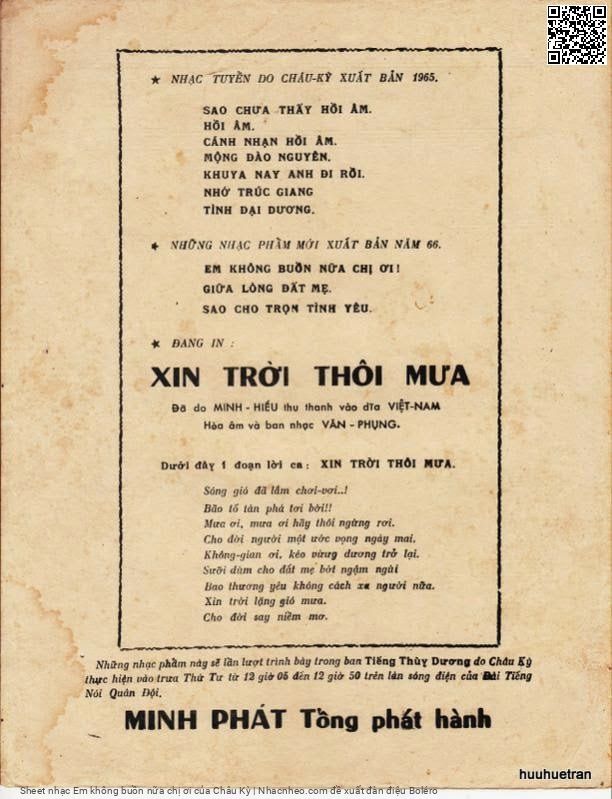 ★ NHẠC TUYỂN DO CHÂU-KỲ XUẤT BẢN 1965.
SAO CHƯA THẤY HỒI ÂM.
HỒI ÂM.
CÁNH NHẠN HỒI ÂM.
MỘNG ĐÀO NGUYÊN.
KHUYA NAY ANH ĐI RỒI.
NHỚ TRÚC GIANG
TÌNH ĐẠI DƯƠNG.
★ NHỮNG NHẠC PHẨM MỚI XUẤT BẢN NĂM 66.
EM KHÔNG BUỒN NỮA CHỊ ƠI!
GIỮA LÒNG ĐẤT MẸ.
SAO CHO TRỌN TÌNH YÊU.
★ ĐANG IN :
XIN TRỜI THÔI MƯA
Đã do MINH - HIẾU thu thanh vào dĩa VIỆT-NAM
Hòa âm và ban nhạc VĂN - PHỤNG.
Dưới đây 1 đoạn lời ca: XIN TRỜI THÔI MƯA.
Sóng gió đã lắm chơi-vơi..!
Bão tố tàn phá tơi bời!!
Mưa ơi, mưa ơi hãy thôi ngừng rơi.
Cho đời người một ước vọng ngày mai.
Không-gian ơi, kéo vừng dương trở lại.
Sưởi dùm cho đất mẹ bớt ngậm ngùi
Bao thương yêu không cách xa người nữa.
Xin trời lặng gió mưa.
Cho đời say niềm mơ.
Những nhạc phẩm này sẽ lần lượt trình bày trong ban Tiếng Thùy Dương do Châu Kỳ
thực hiện vào trưa Thứ Tư từ 12 giờ 05 đến 12 giờ 50 trên làn sóng điện của Đài Tiếng
Nói Quân Đội.
MINH PHÁT Tổng phát hành
huuhuetran
Sheet nhạc Em không buồn nữa chị ơi của Châu Kỳ | Nhacnheo.com đề xuất đàn điệu Boléro